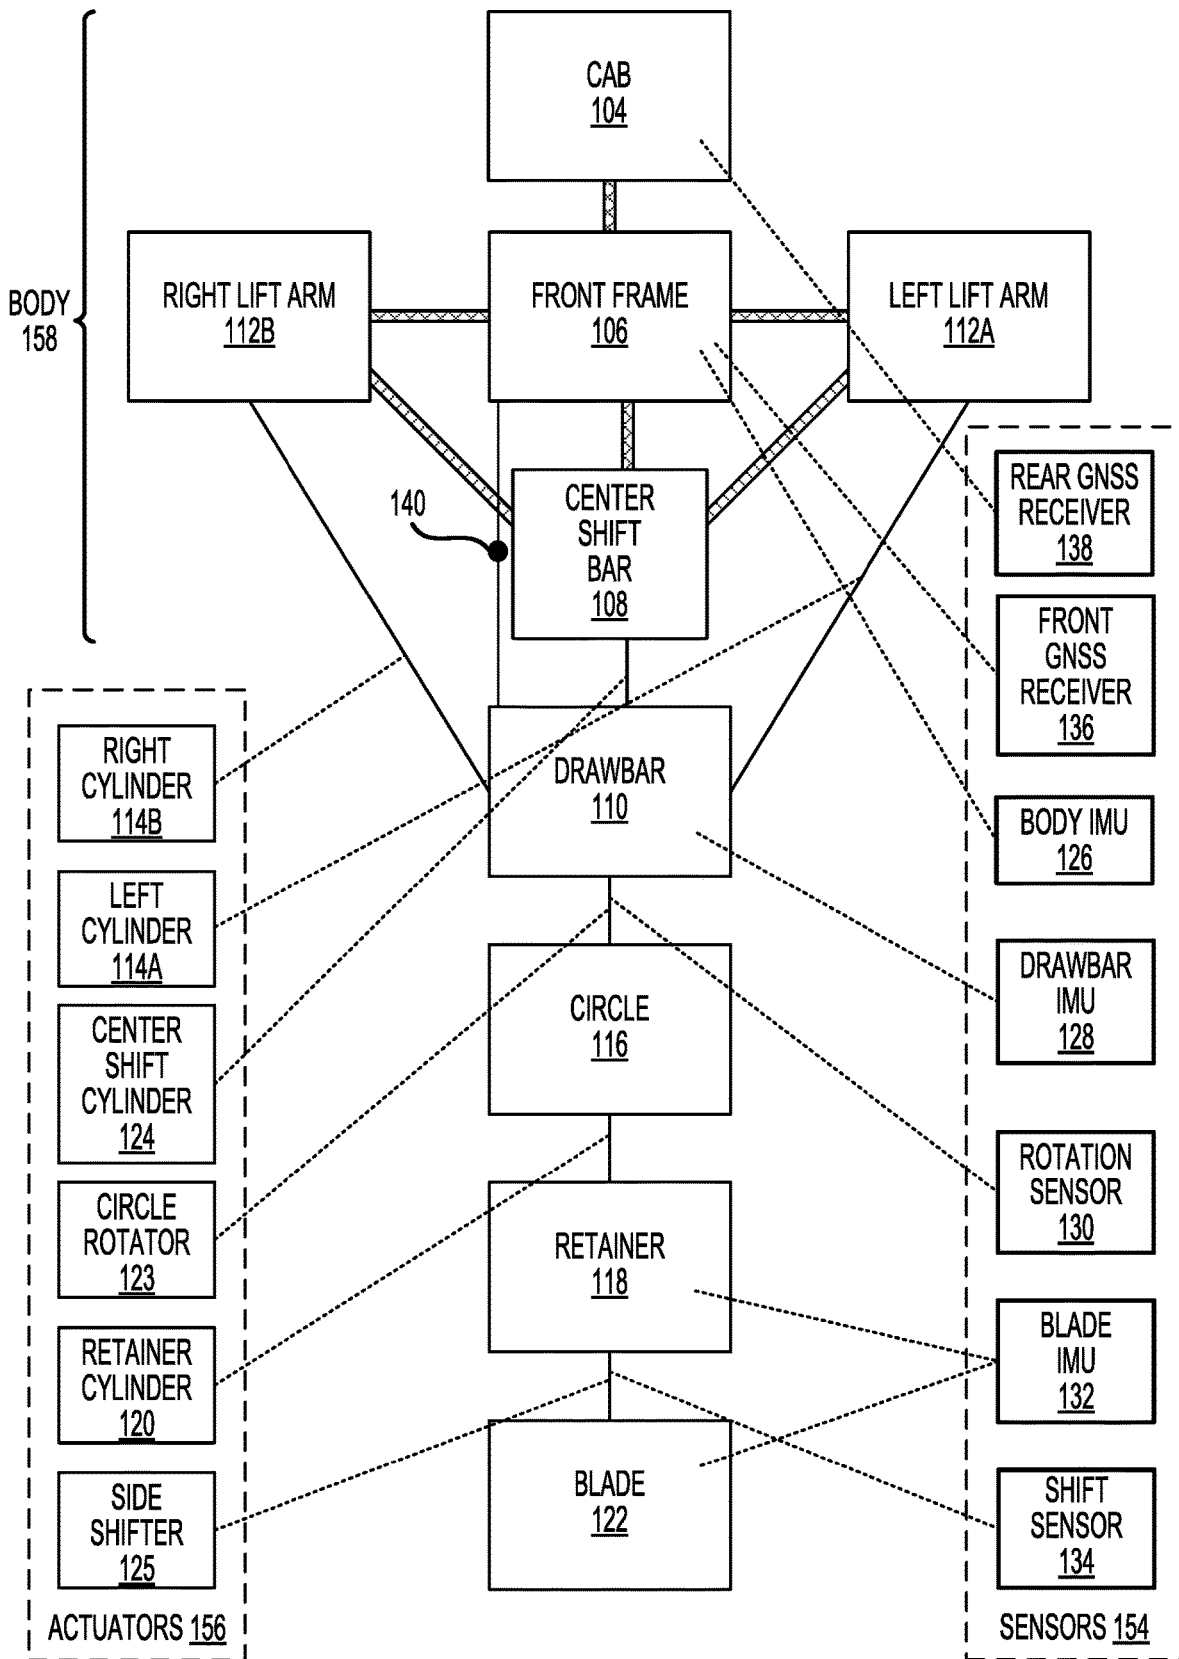 CAB
104
BODY
158
RIGHT LIFT ARM
112B
FRONT FRAME
106
LEFT LIFT ARM
112A
140
CENTER
SHIFT
BAR
108
DRAWBAR
110
CIRCLE
116
RETAINER
118
BLADE
122
RIGHT
CYLINDER
114B
LEFT
CYLINDER
114A
CENTER
SHIFT
CYLINDER
124
CIRCLE
ROTATOR
123
RETAINER
CYLINDER
120
SIDE
SHIFTER
125
ACTUATORS 156
REAR GNSS
RECEIVER
138
FRONT
GNSS
RECEIVER
136
BODY IMU
126
DRAWBAR
IMU
128
ROTATION
SENSOR
130
BLADE
IMU
132
SHIFT
SENSOR
134
SENSORS 154